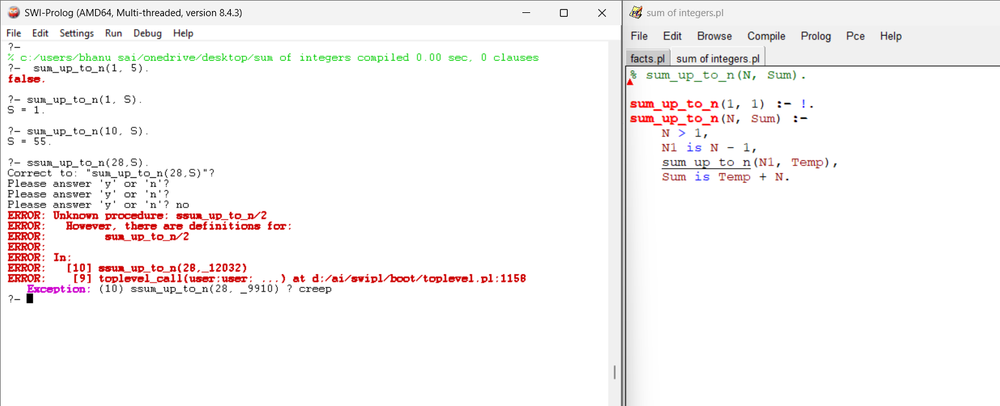 SWI-Prolog (AMD64, Multi-threaded, version 8.4.3)
File Edit Settings Run Debug Help
?-
% c:/users/bhanu sai/onedrive/desktop/sum of integers compiled 0.00 sec, 0 clauses
?-  sum_up_to_n(1, 5).
false.
?- sum_up_to_n(1, S).
S = 1.
?- sum_up_to_n(10, S).
S = 55.
?- ssum_up_to_n(28,S).
Correct to: "sum_up_to_n(28,S)"?
Please answer 'y' or 'n'?
Please answer 'y' or 'n'?
Please answer 'y' or 'n'? no
ERROR: Unknown procedure: ssum_up_to_n/2
ERROR:   However, there are definitions for:
ERROR:         sum_up_to_n/2
ERROR:
ERROR: In:
ERROR:   [10] ssum_up_to_n(28,_12032)
ERROR:    [9] toplevel_call(user:user: ...) at d:/ai/swipl/boot/toplevel.pl:1158
   Exception: (10) ssum_up_to_n(28, _9910) ? creep
?-
sum of integers.pl
File Edit Browse Compile Prolog Pce Help
facts.pl sum of integers.pl
% sum_up_to_n(N, Sum).
sum_up_to_n(1, 1) :- !.
sum_up_to_n(N, Sum) :-
    N > 1,
    N1 is N - 1,
    sum_up_to_n(N1, Temp),
    Sum is Temp + N.